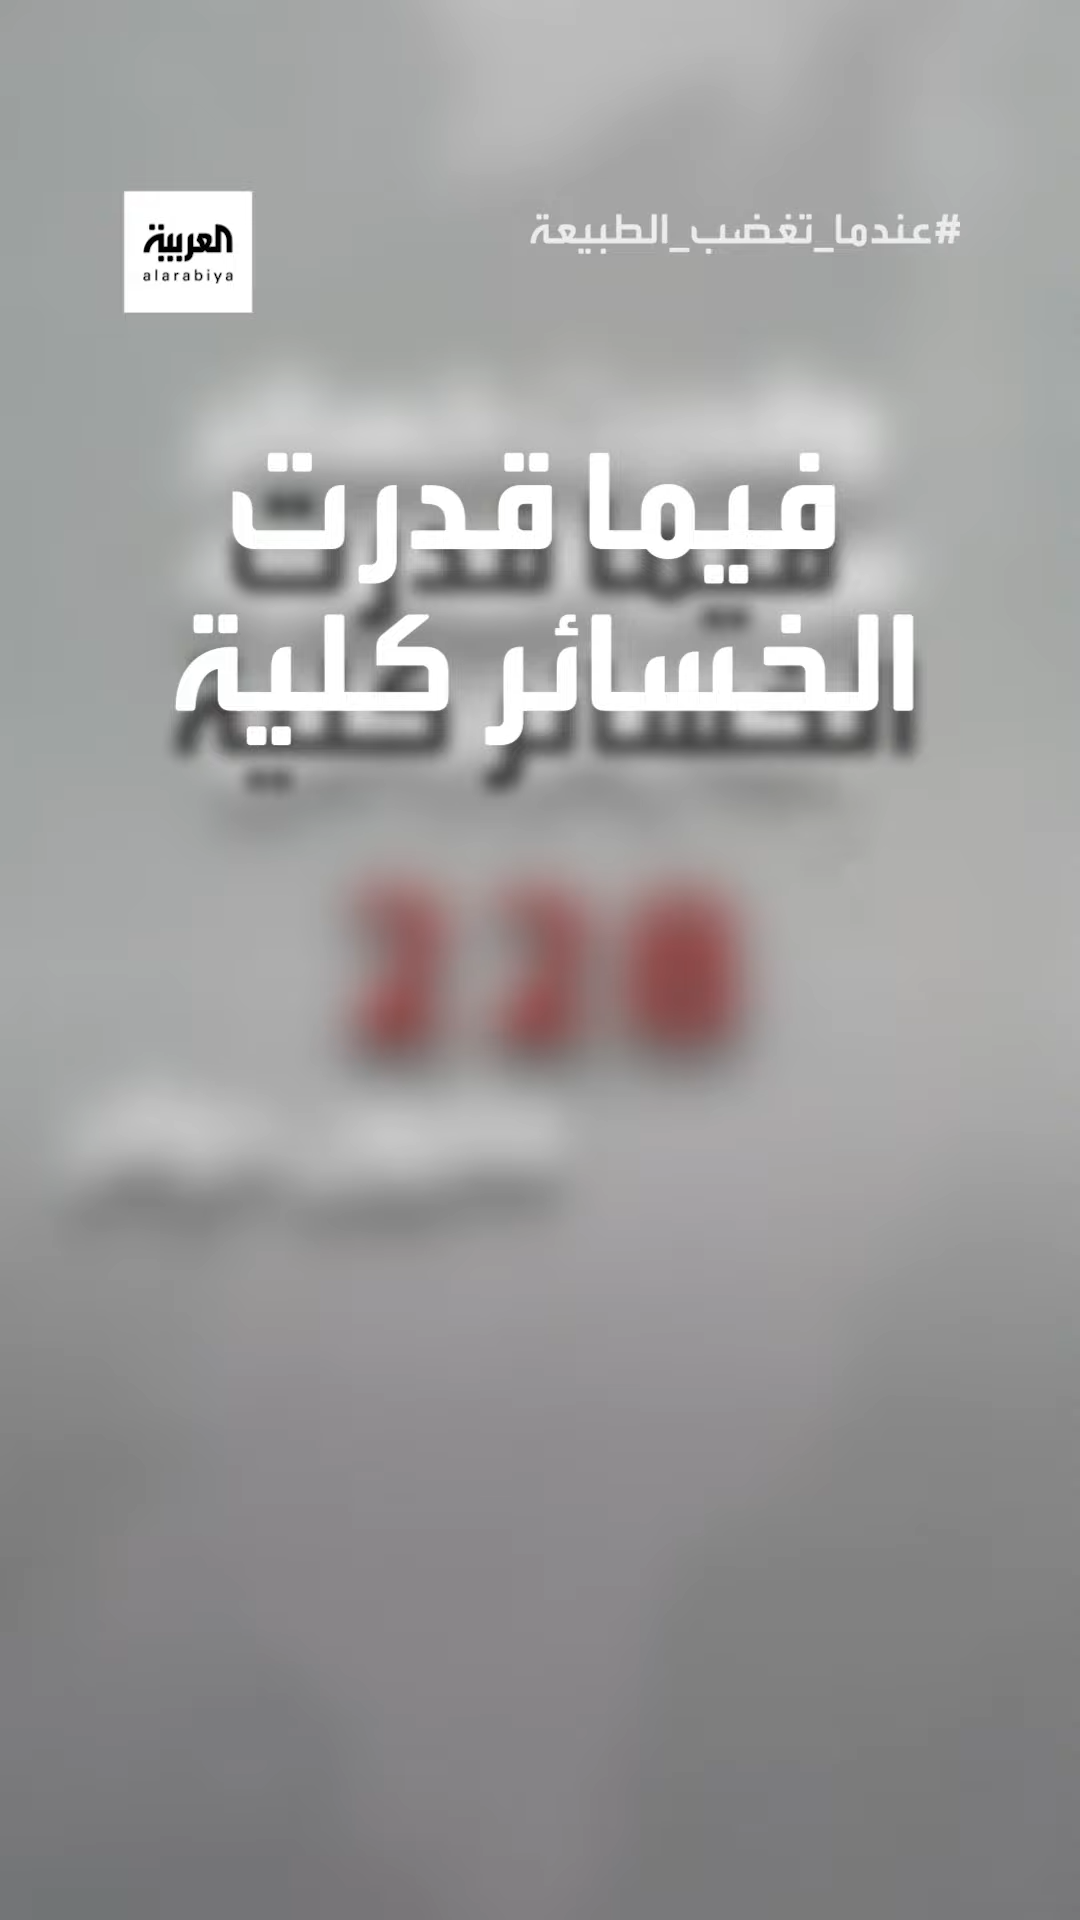 #عندما_تغضب_الطبيعة
العربية
alarabiya
فيما قدرت
الخسائر كلية